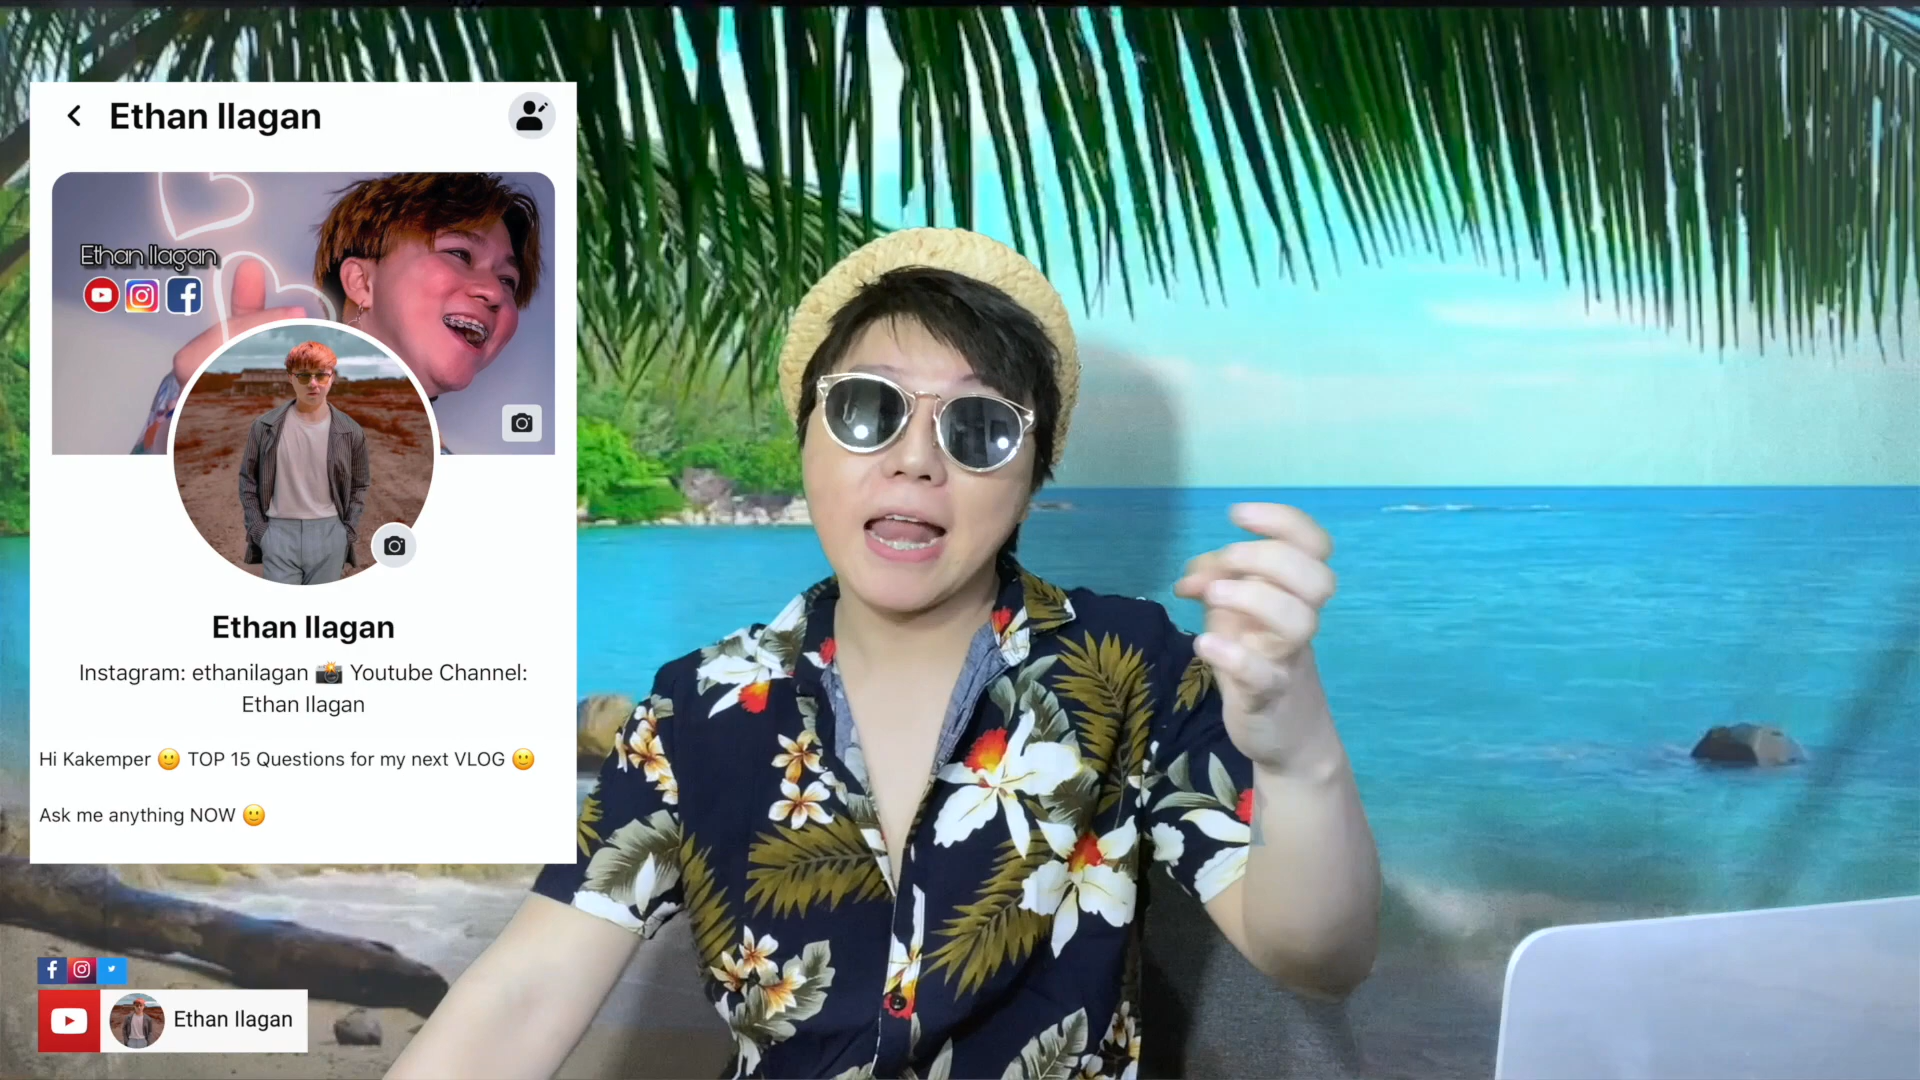 Ethan Ilagan
Ethan Ilagan
Ethan Ilagan
Instagram: ethanilagan 📸 Youtube Channel:
Ethan Ilagan
Hi Kakemper 🙂 TOP 15 Questions for my next VLOG 🙂
Ask me anything NOW 🙂
Ethan Ilagan